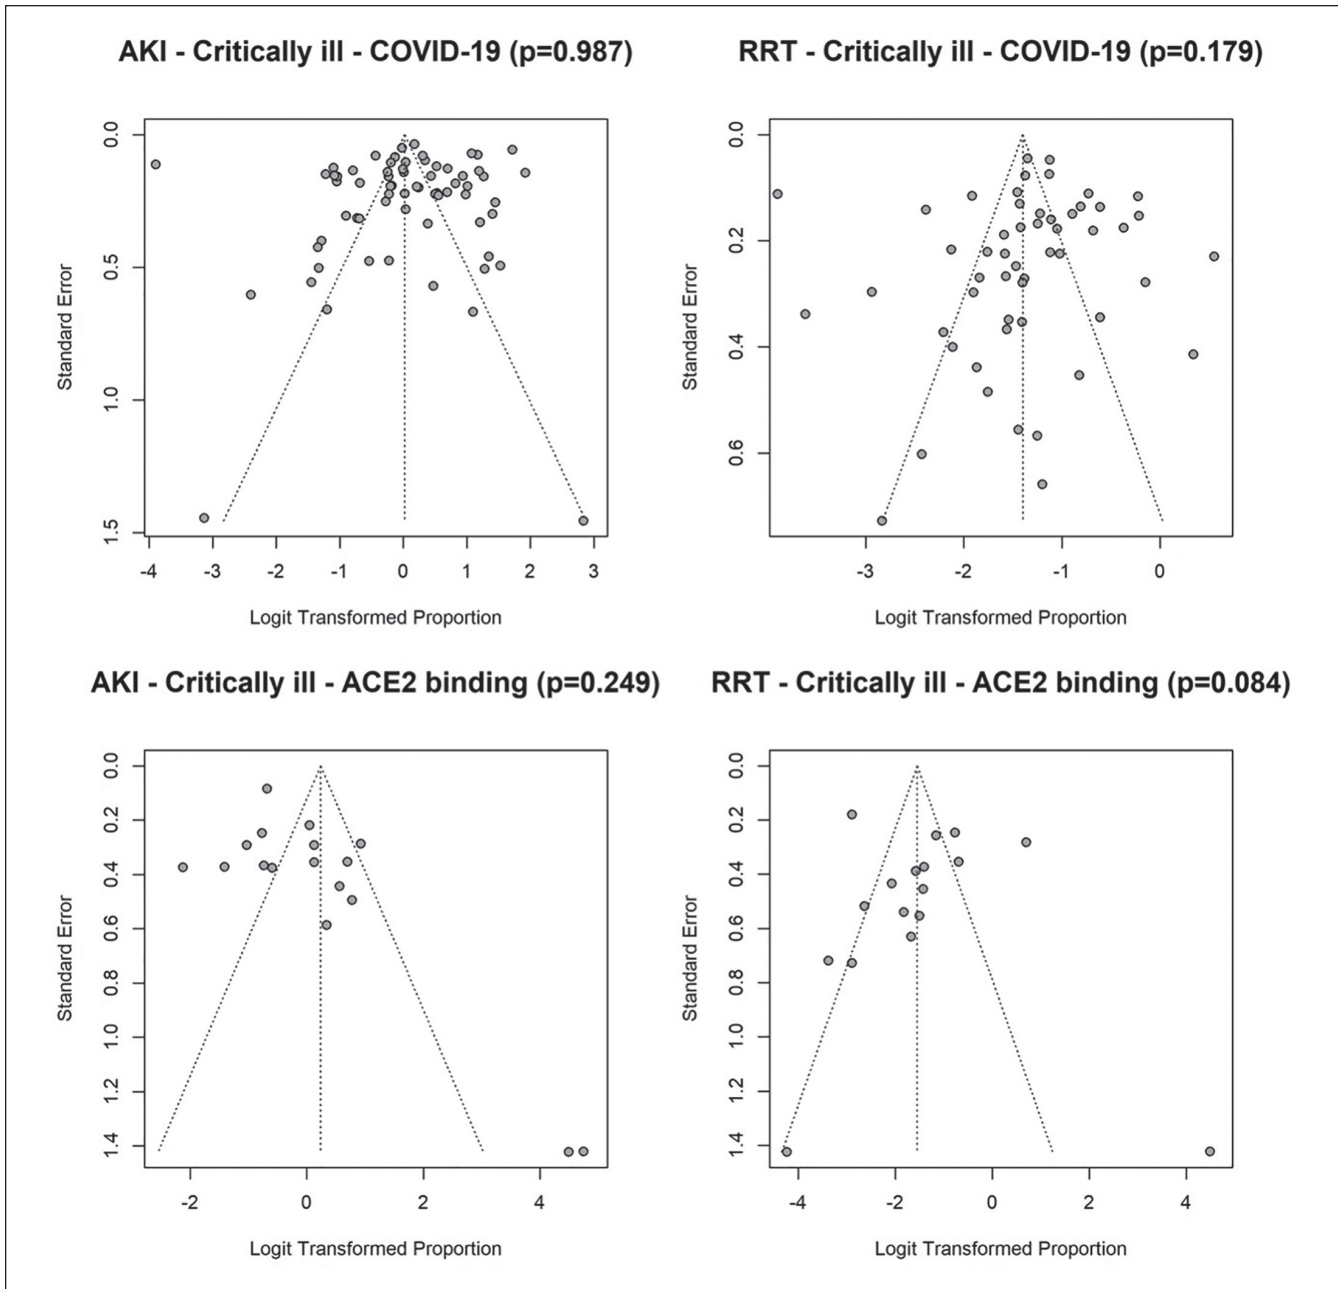 AKI - Critically ill - COVID-19 (p=0.987)
0.0
0.5
1.0
1.5
Standard Error
-4 -3 -2 -1 0 1 2 3
Logit Transformed Proportion
RRT - Critically ill - COVID-19 (p=0.179)
0.0
0.2
0.4
0.6
Standard Error
-3 -2 -1 0
Logit Transformed Proportion
AKI - Critically ill - ACE2 binding (p=0.249)
0.0
0.2
0.4
0.6
0.8
1.0
1.2
1.4
Standard Error
-2 0 2 4
Logit Transformed Proportion
RRT - Critically ill - ACE2 binding (p=0.084)
0.0
0.2
0.4
0.6
0.8
1.0
1.2
1.4
Standard Error
-4 -2 0 2 4
Logit Transformed Proportion